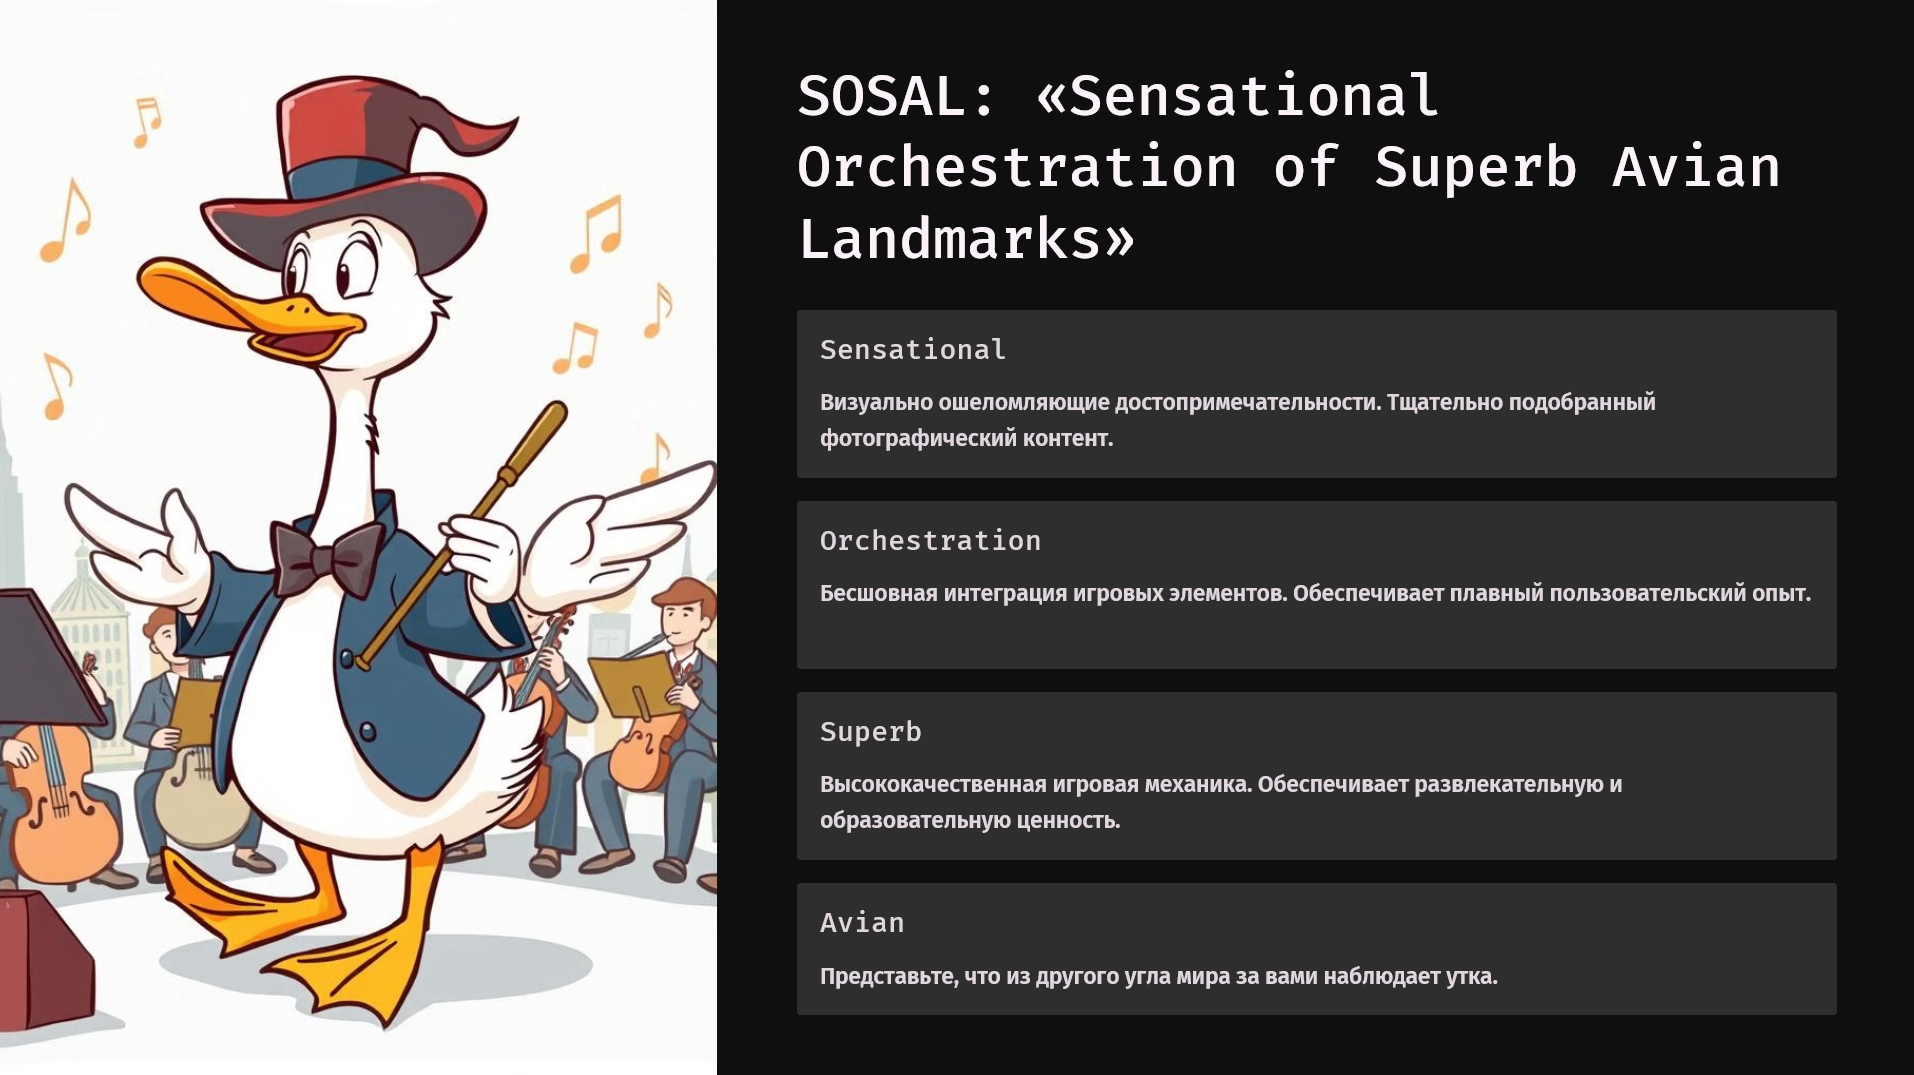 SOSAL: «Sensational
Orchestration of Superb Avian
Landmarks»
Sensational
Визуально ошеломляющие достопримечательности. Тщательно подобранный
фотографический контент.
Orchestration
Бесшовная интеграция игровых элементов. Обеспечивает плавный пользовательский опыт.
Superb
Высококачественная игровая механика. Обеспечивает развлекательную и
образовательную ценность.
Avian
Представьте, что из другого угла мира за вами наблюдает утка.